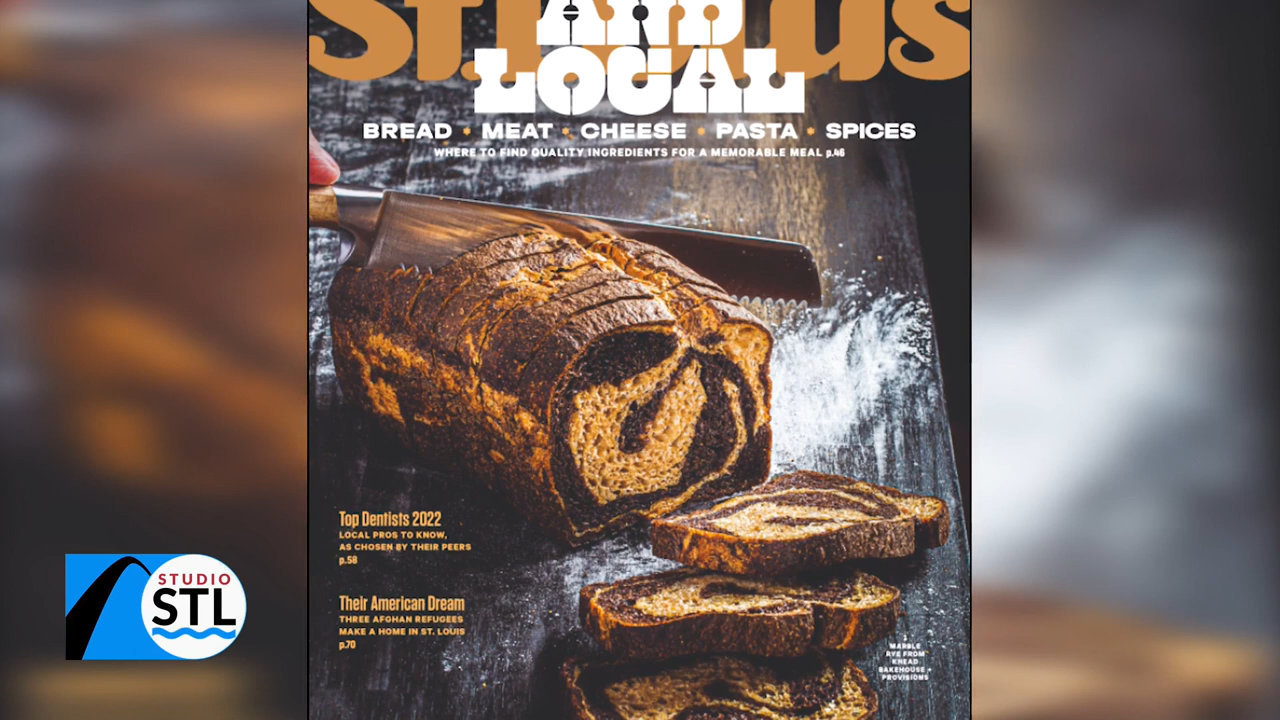 St. Louis
AND
LOCAL
BREAD • MEAT • CHEESE • PASTA • SPICES
WHERE TO FIND QUALITY INGREDIENTS FOR A MEMORABLE MEAL p.46
Top Dentists 2022
LOCAL PROS TO KNOW,
AS CHOSEN BY THEIR PEERS
p.58
Their American Dream
THREE AFGHAN REFUGEES
MAKE A HOME IN ST. LOUIS
p.70
MARBLE
RYE FROM
KNEAD
BAKEHOUSE +
PROVISIONS
STUDIO
STL